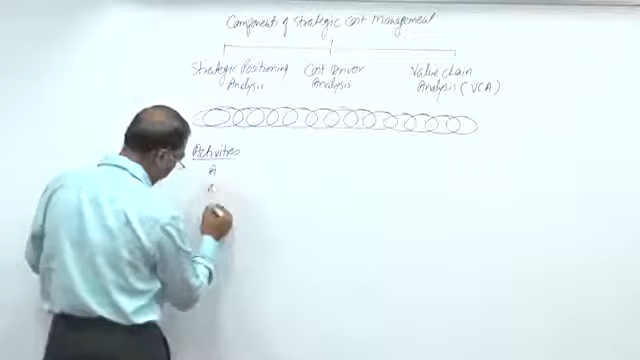 Components of Strategic Cost Management
Strategic Positioning Analysis
Cost Driver Analysis
Value Chain Analysis (VCA)
Activities
A